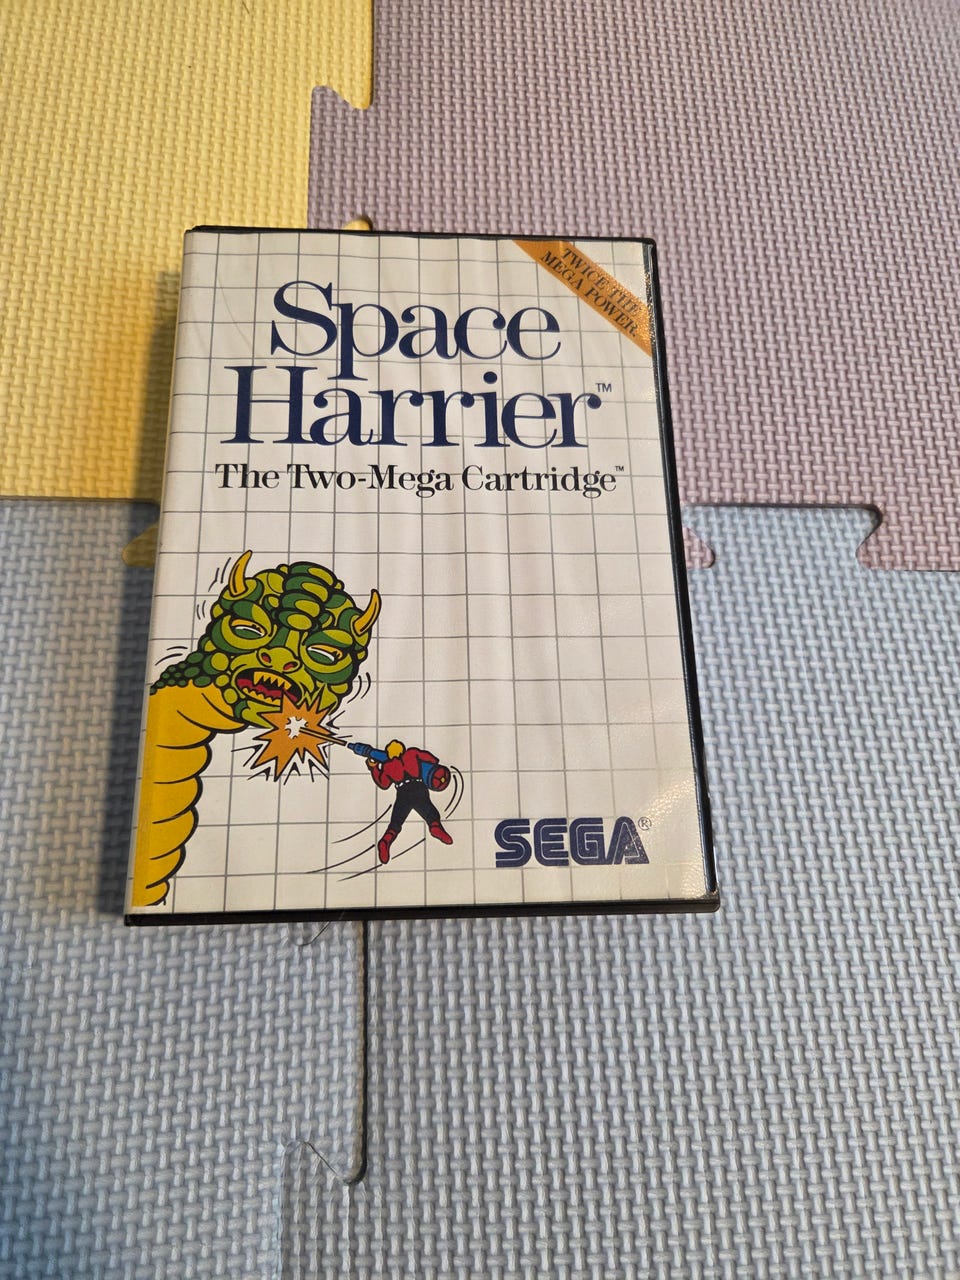 TWICE THE
MEGA POWER
Space
Harrier™
The Two-Mega Cartridge™
SEGA®